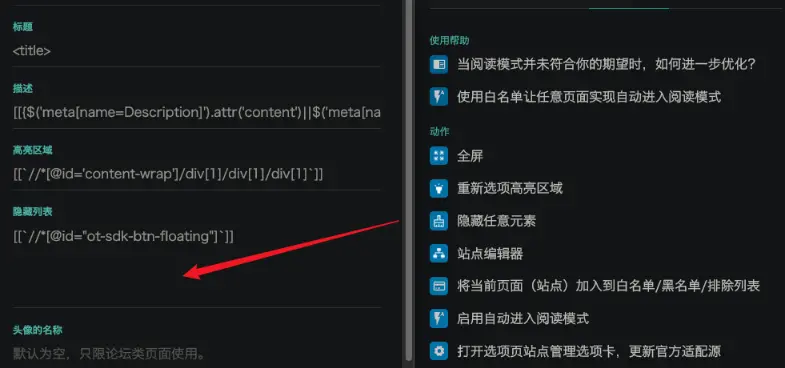 标题
<title>
描述
[[{$('meta[name=Description]').attr('content')||$('meta[na
高亮区域
[[`//*[@id='content-wrap']/div[1]/div[1]/div[1]`]]
隐藏列表
[[`//*[@id="ot-sdk-btn-floating"]`]]
头像的名称
默认为空，只限论坛类页面使用。
使用帮助
当阅读模式并未符合你的期望时，如何进一步优化？
使用白名单让任意页面实现自动进入阅读模式
动作
全屏
重新选项高亮区域
隐藏任意元素
站点编辑器
将当前页面（站点）加入到白名单/黑名单/排除列表
启用自动进入阅读模式
打开选项页站点管理选项卡，更新官方适配源